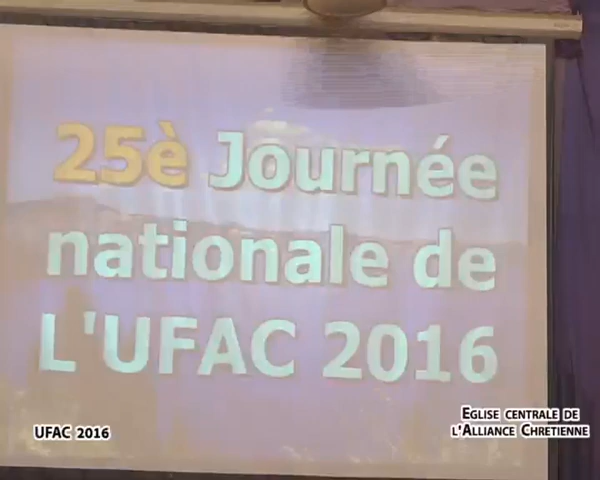 25è Journée
nationale de
L'UFAC 2016
UFAC 2016
EGLISE CENTRALE DE
L'ALLIANCE CHRETIENNE